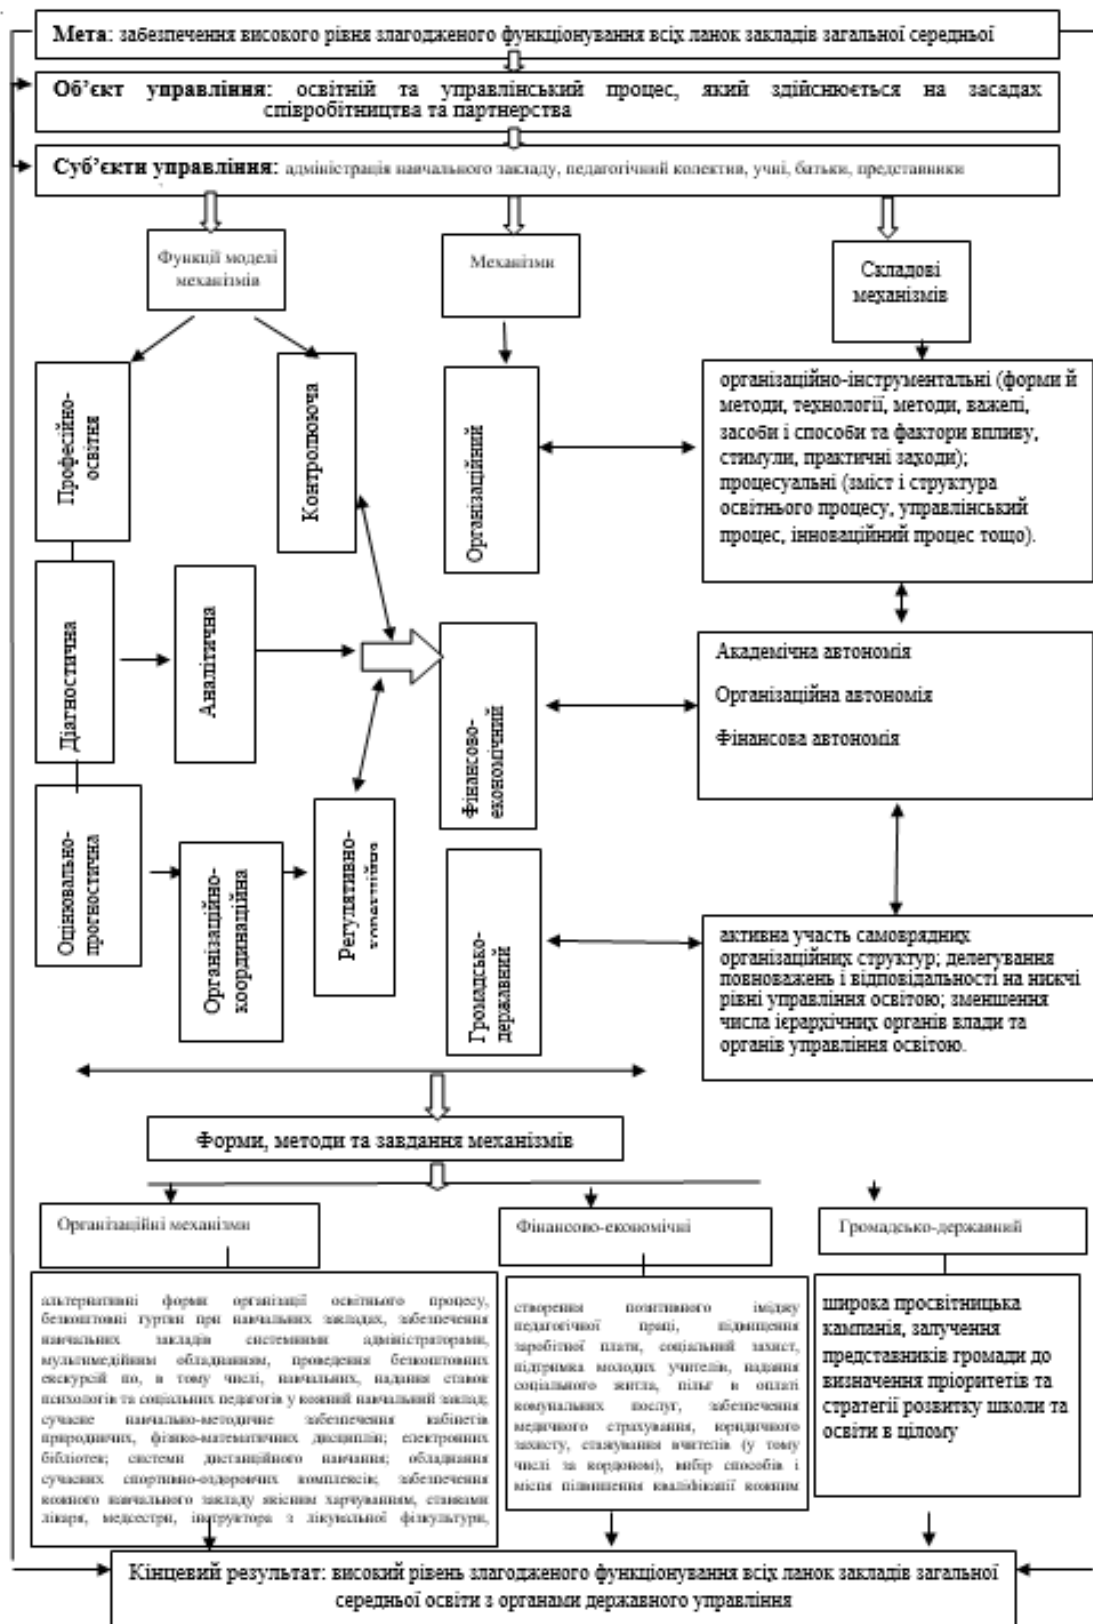 Мета: забезпечення високого рівня злагодженого функціонування всіх ланок закладів загальної середньої
Об’єкт управління: освітній та управлінський процес, який здійснюється на засадах
співробітництва та партнерства
Суб’єкти управління: адміністрація навчального закладу, педагогічний колектив, учні, батьки, представники
Функції моделі
механізмів
Механізми
Складові
механізмів
Професійно-
освітня
Контролююча
Організаційний
організаційно-інструментальні (форми й
методи, технології, методи, важелі,
засоби і способи та фактори впливу,
стимули, практичні заходи);
процесуальні (зміст і структура
освітнього процесу, управлінський
процес, інноваційний процес тощо).
Діагностична
Аналітична
Фінансово-
економічний
Академічна автономія
Організаційна автономія
Фінансова автономія
Оцінювально-
прогностична
Організаційно-
координаційна
Регулятивно-
Громадсько-
державний
активна участь самоврядних
організаційних структур; делегування
повноважень і відповідальності на нижчі
рівні управління освітою; зменшення
числа ієрархічних органів влади та
органів управління освітою.
Форми, методи та завдання механізмів
Організаційні механізми
Фінансово-економічні
Громадсько-державний
альтернативні форми організації освітнього процесу,
безкоштовні гуртки при навчальних закладах, забезпечення
навчальних закладів системними адміністраторами,
мультимедійним обладнанням, проведення безкоштовних
екскурсій по, в тому числі, навчальних, надання ставок
психологів та соціальних педагогів у кожний навчальний заклад;
сучасне навчально-методичне забезпечення кабінетів
природничих, фізико-математичних дисциплін; електронних
бібліотек; системи дистанційного навчання; обладнання
сучасних спортивно-оздоровчих комплексів; забезпечення
кожного навчального закладу якісним харчуванням, ставками
лікаря, медсестри, інструктора з лікувальної фізкультури,
створення позитивного іміджу
педагогічної праці, підвищення
заробітної плати, соціальний захист,
підтримка молодих учителів, надання
соціального житла, пільг в оплаті
комунальних послуг, забезпечення
медичного страхування, юридичного
захисту, стажування вчителів (у тому
числі за кордоном), вибір способів і
місця підвищення кваліфікації кожним
широка просвітницька
кампанія, залучення
представників громади до
визначення пріоритетів та
стратегії розвитку школи та
освіти в цілому
Кінцевий результат: високий рівень злагодженого функціонування всіх ланок закладів загальної
середньої освіти з органами державного управління